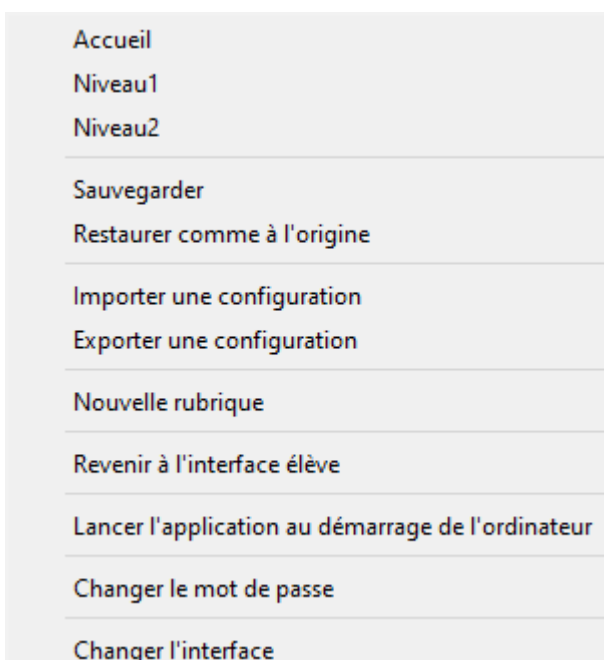 Accueil
Niveau1
Niveau2
Sauvegarder
Restaurer comme à l'origine
Importer une configuration
Exporter une configuration
Nouvelle rubrique
Revenir à l'interface élève
Lancer l'application au démarrage de l'ordinateur
Changer le mot de passe
Changer l'interface